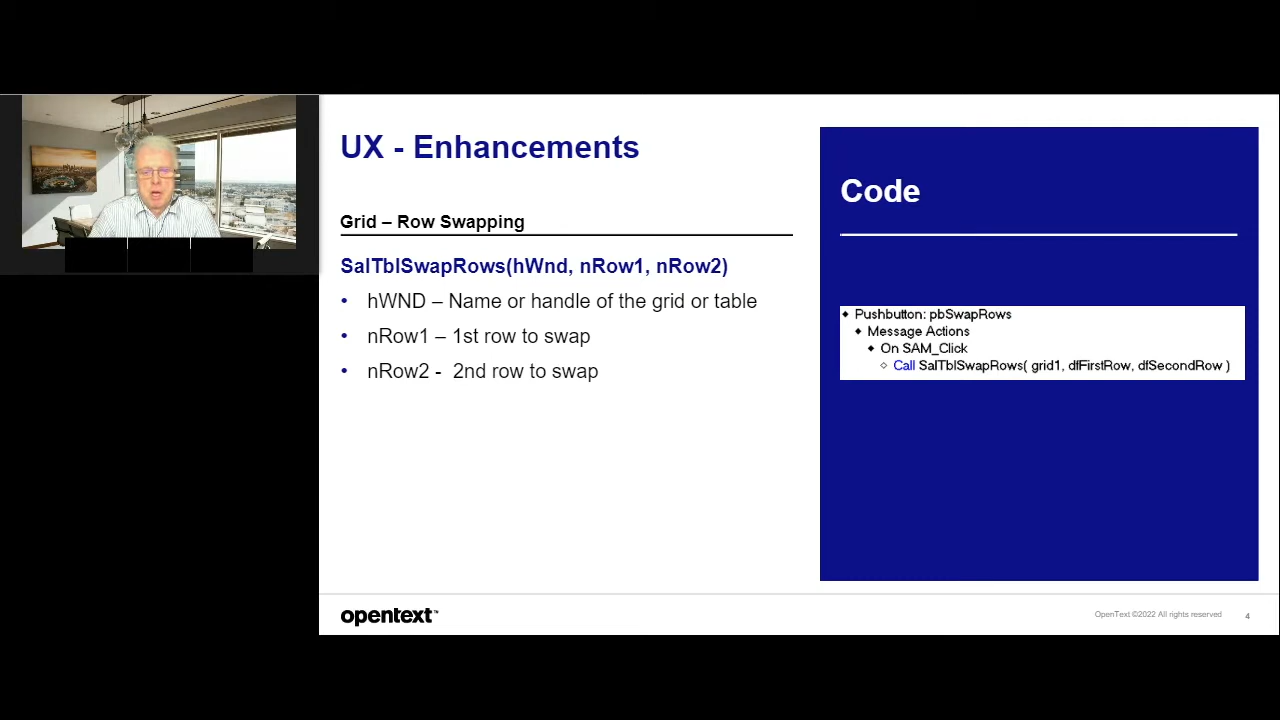 UX - Enhancements
Grid – Row Swapping
SalTblSwapRows(hWnd, nRow1, nRow2)
• hWND – Name or handle of the grid or table
• nRow1 – 1st row to swap
• nRow2 -  2nd row to swap
Code
Pushbutton: pbSwapRows
Message Actions
On SAM_Click
Call SalTblSwapRows( grid1, dfFirstRow, dfSecondRow )
opentext™
OpenText ©2022 All rights reserved
4